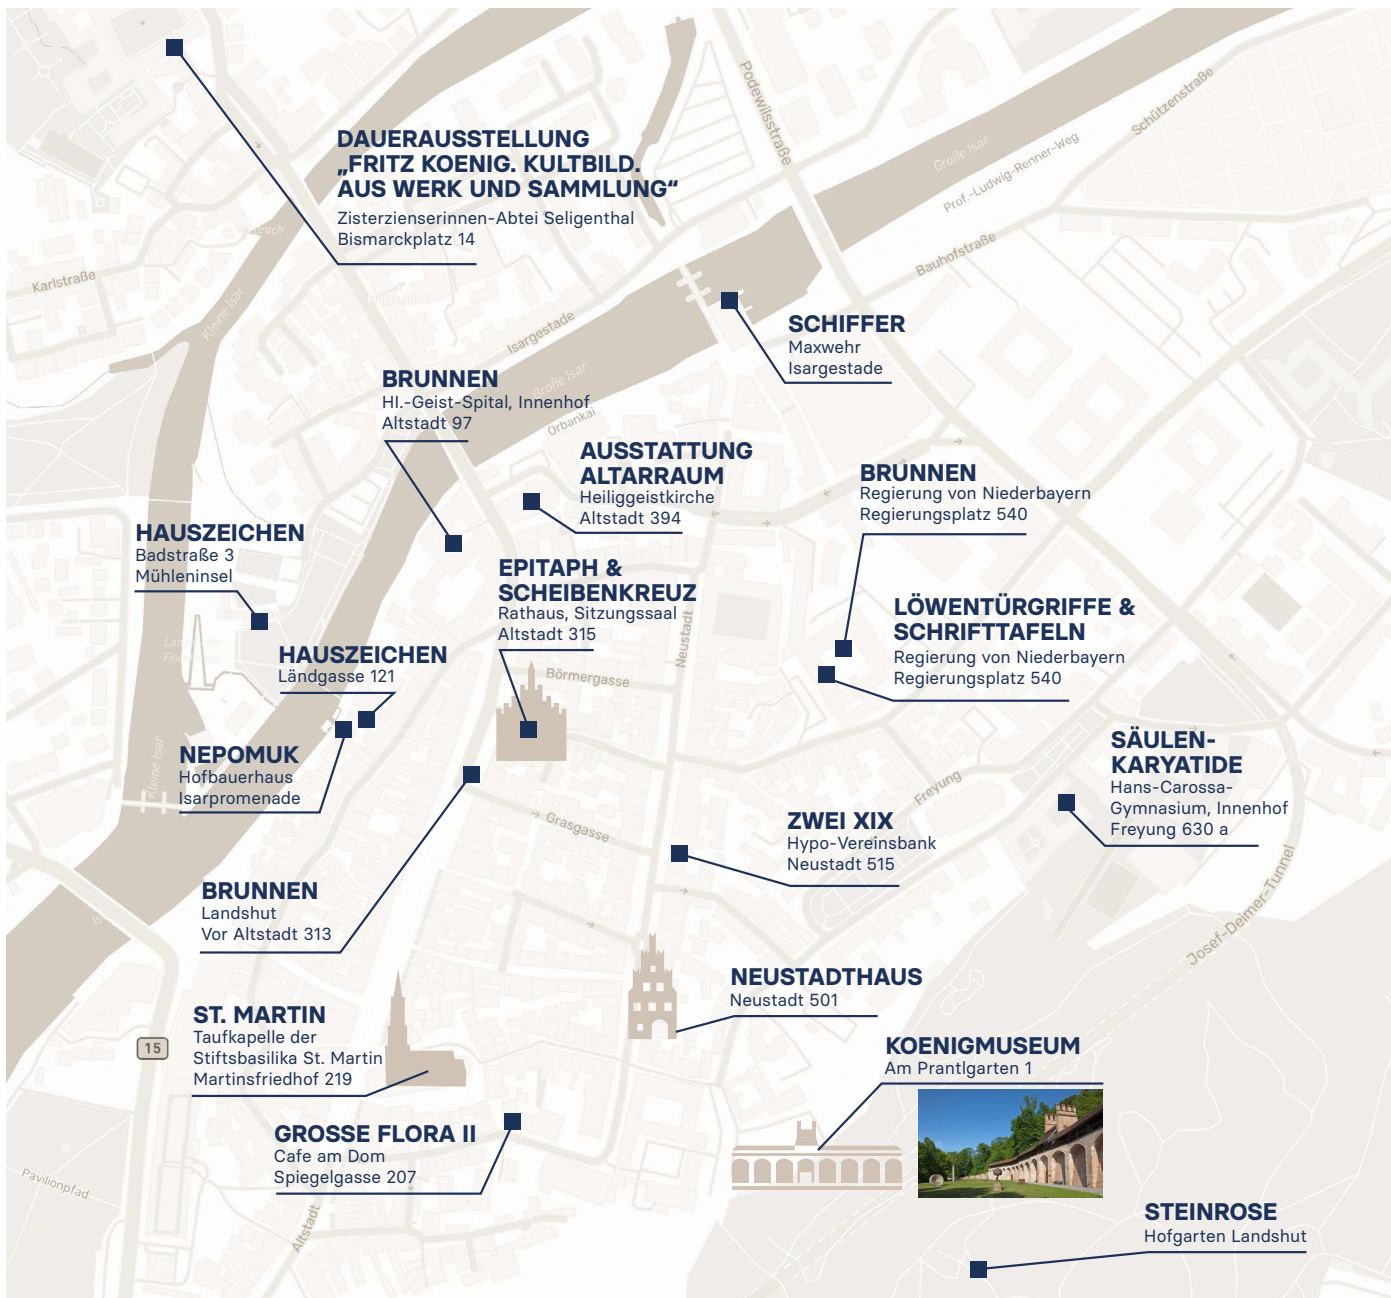 DAUERAUSSTELLUNG
„FRITZ KOENIG. KULTBILD.
AUS WERK UND SAMMLUNG“
Zisterzienserinnen-Abtei Seligenthal
Bismarckplatz 14
Podewilsstraße
Schützenstraße
Große Isar
Prof.-Ludwig-Renner-Weg
Bauhofstraße
Karlstraße
Kleine Isar
Isargestade
SCHIFFER
Maxwehr
Isargestade
BRUNNEN
Hl.-Geist-Spital, Innenhof
Altstadt 97
Große Isar
Orbankai
AUSSTATTUNG
ALTARRAUM
Heiliggeistkirche
Altstadt 394
BRUNNEN
Regierung von Niederbayern
Regierungsplatz 540
HAUSZEICHEN
Badstraße 3
Mühleninsel
EPITAPH &
SCHEIBENKREUZ
Rathaus, Sitzungssaal
Altstadt 315
LÖWENTÜRGRIFFE &
SCHRIFTTAFELN
Regierung von Niederbayern
Regierungsplatz 540
Neustadt
Börmergasse
HAUSZEICHEN
Ländgasse 121
NEPOMUK
Hofbauerhaus
Isarpromenade
Kleine Isar
SÄULEN-
KARYATIDE
Hans-Carossa-
Gymnasium, Innenhof
Freyung 630 a
Freyung
Grasgasse
ZWEI XIX
Hypo-Vereinsbank
Neustadt 515
BRUNNEN
Landshut
Vor Altstadt 313
Josef-Deimer-Tunnel
NEUSTADTHAUS
Neustadt 501
ST. MARTIN
Taufkapelle der
Stiftsbasilika St. Martin
Martinsfriedhof 219
15
KOENIGMUSEUM
Am Prantlgarten 1
GROSSE FLORA II
Cafe am Dom
Spiegelgasse 207
Pavillonpfad
Altstadt
STEINROSE
Hofgarten Landshut